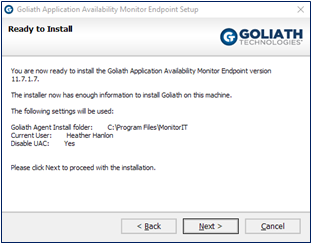 Goliath Application Availability Monitor Endpoint Setup
Ready to Install
GOLIATH
TECHNOLOGIES
You are now ready to install the Goliath Application Availability Monitor Endpoint version
11.7.1.7.
The installer now has enough information to install Goliath on this machine.
The following settings will be used:
Goliath Agent Install folder: C:\Program Files\MonitorIT
Current User: Heather Hanlon
Disable UAC: Yes
Please click Next to proceed with the installation.
< Back Next > Cancel